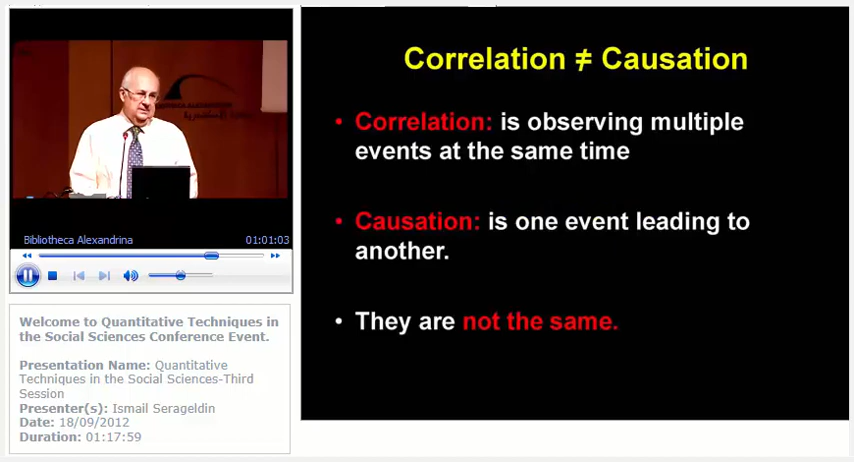 Correlation ≠ Causation
• Correlation: is observing multiple
events at the same time
• Causation: is one event leading to
another.
• They are not the same.
Bibliotheca Alexandrina 01:01:03
Welcome to Quantitative Techniques in
the Social Sciences Conference Event.
Presentation Name: Quantitative
Techniques in the Social Sciences-Third
Session
Presenter(s): Ismail Serageldin
Date: 18/09/2012
Duration: 01:17:59